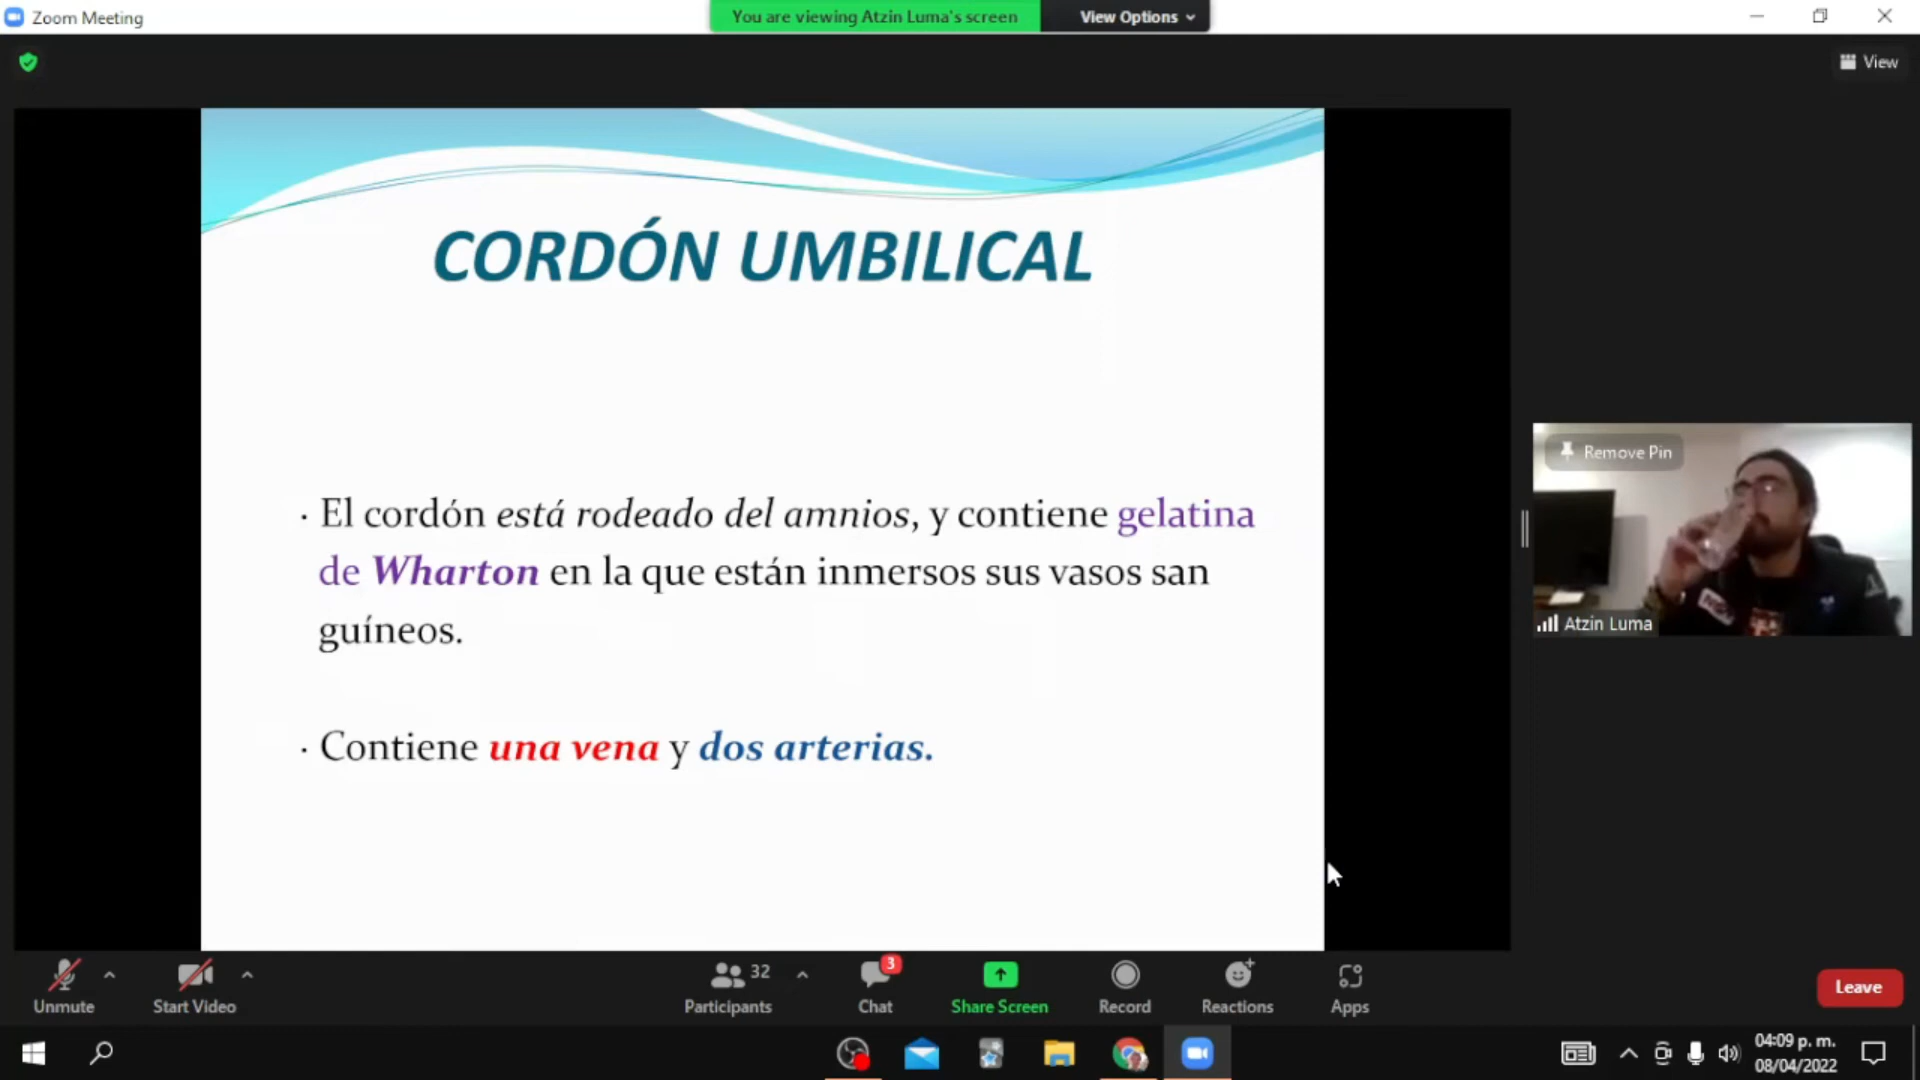 Zoom Meeting
You are viewing Atzin Luma's screen
View Options
View
CORDÓN UMBILICAL
· El cordón está rodeado del amnios, y contiene gelatina
de Wharton en la que están inmersos sus vasos san
guíneos.
· Contiene una vena y dos arterias.
Remove Pin
Atzin Luma
Unmute
Start Video
32
Participants
3
Chat
Share Screen
Record
Reactions
Apps
Leave
04:09 p. m.
08/04/2022